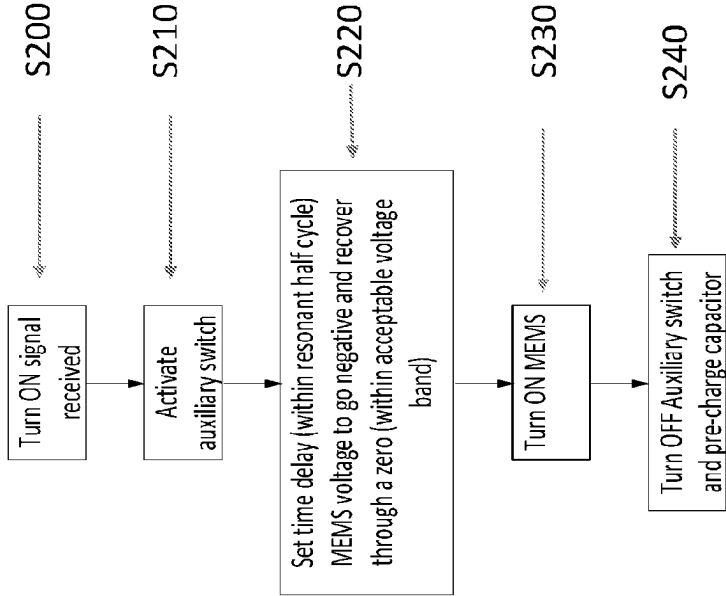 Turn ON signal
received
S200
Activate
auxiliary switch
S210
Set time delay (within resonant half cycle)
MEMS voltage to go negative and recover
through a zero (within acceptable voltage
band)
S220
Turn ON MEMS
S230
Turn OFF Auxiliary switch
and pre-charge capacitor
S240